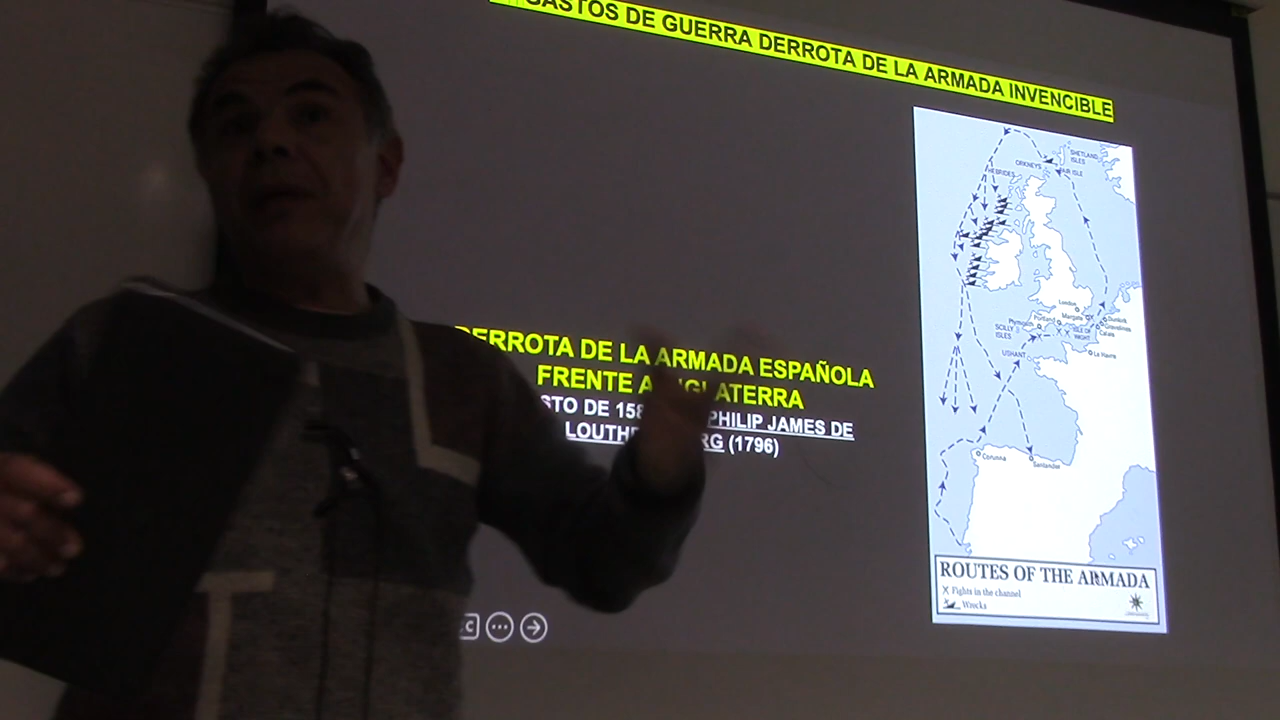 GASTOS DE GUERRA DERROTA DE LA ARMADA INVENCIBLE
DERROTA DE LA ARMADA ESPAÑOLA
FRENTE A INGLATERRA
STO DE 158 PHILIP JAMES DE
LOUTH RG (1796)
SHETLAND
ISLES
ORKNEYS
FAIR ISLE
HEBRIDES
London
Margate
Dunkirk
Gravelines
Calais
Portland
Plymouth
ISLE OF
WIGHT
SCILLY
ISLES
USHANT
Le Havre
Corunna
Santander
ROUTES OF THE ARMADA
Fights in the channel
Wrecks